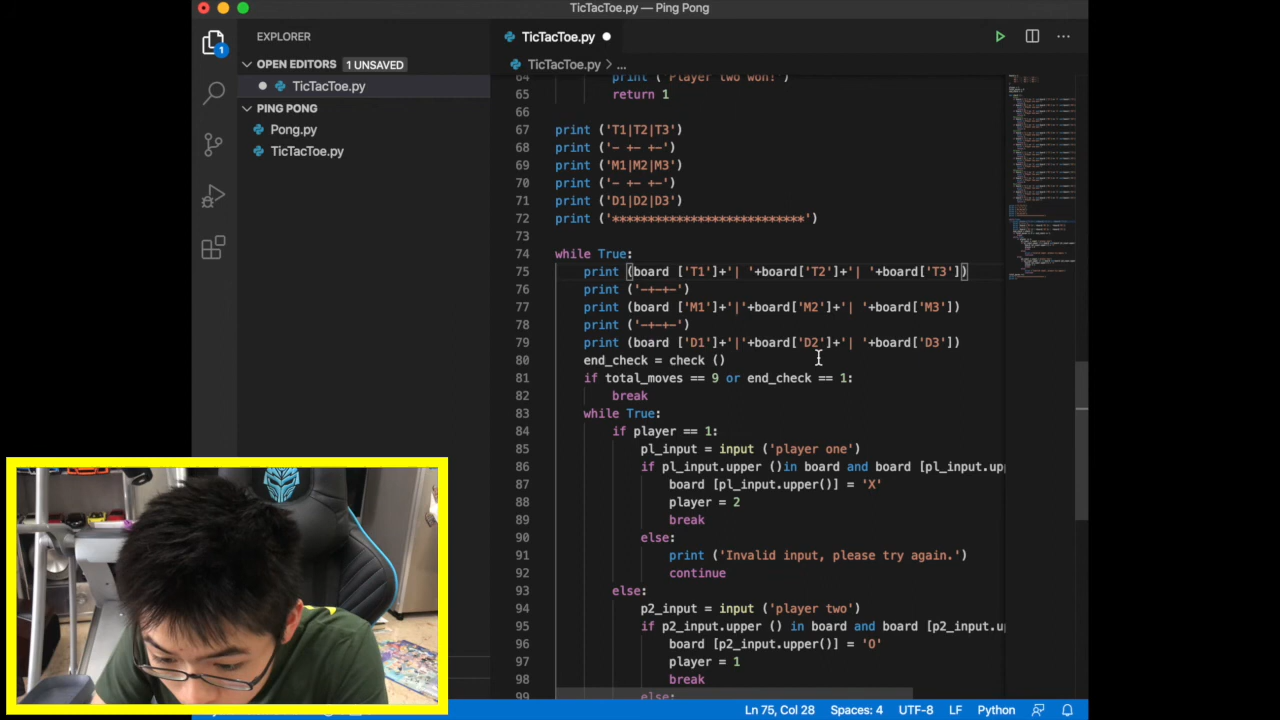 TicTacToe.py — Ping Pong
EXPLORER
TicTacToe.py
OPEN EDITORS 1 UNSAVED
TicTacToe.py > ...
1
TicTacToe.py
PING PONG
Pong.py
TicTacToe.py
64 print ('Player two won!')
65 return 1
66
67 print ('T1|T2|T3')
68 print ('- +- +-')
69 print ('M1|M2|M3')
70 print ('- +- +-')
71 print ('D1|D2|D3')
72 print ('***************************')
73
74 while True:
75 print (board ['T1']+'| '+board['T2']+'| '+board['T3'])
76 print ('-+-+-')
77 print (board ['M1']+'|'+board['M2']+'| '+board['M3'])
78 print ('-+-+-')
79 print (board ['D1']+'|'+board['D2']+'| '+board['D3'])
80 end_check = check ()
81 if total_moves == 9 or end_check == 1:
82 break
83 while True:
84 if player == 1:
85 pl_input = input ('player one')
86 if pl_input.upper ()in board and board [pl_input.up
87 board [pl_input.upper()] = 'X'
88 player = 2
89 break
90 else:
91 print ('Invalid input, please try again.')
92 continue
93 else:
94 p2_input = input ('player two')
95 if p2_input.upper () in board and board [p2_input.u
96 board [p2_input.upper()] = 'O'
97 player = 1
98 break
99 else:
Ln 75, Col 28 Spaces: 4 UTF-8 LF Python